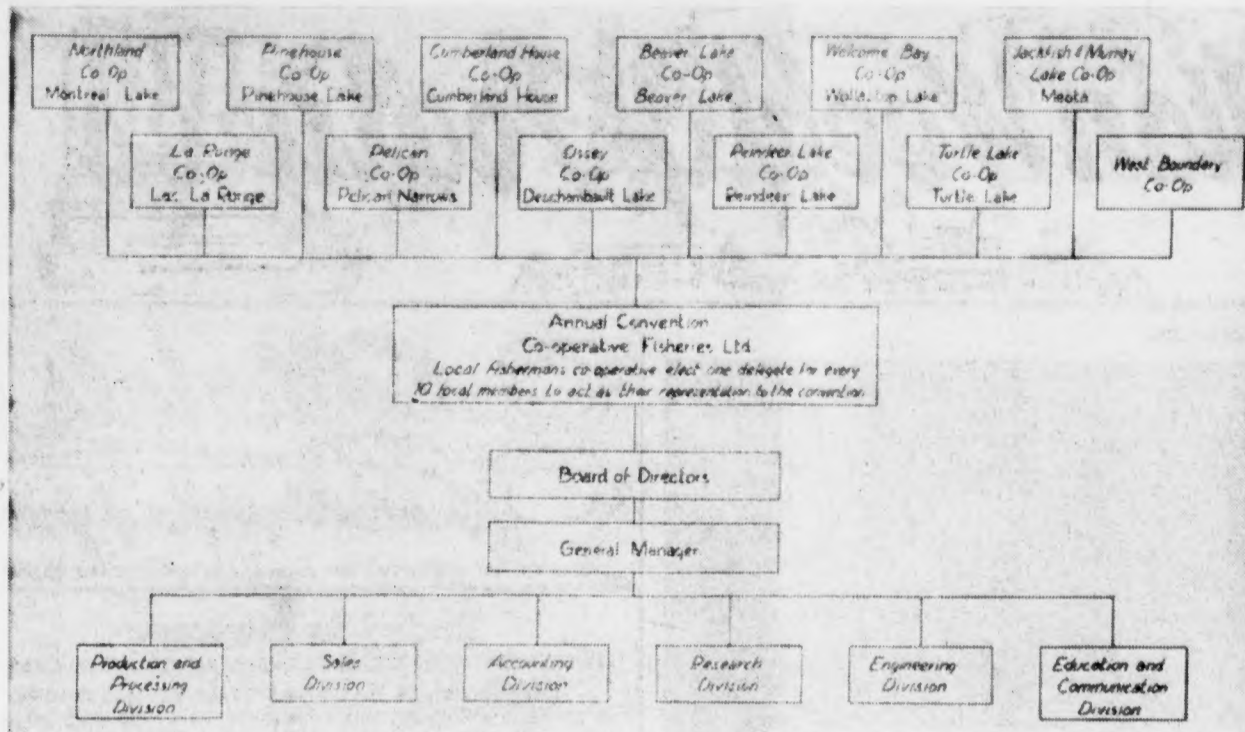 Northland
Co-Op
Montreal Lake
Pinehouse
Co-Op
Pinehouse Lake
Cumberland House
Co-Op
Cumberland House
Beaver Lake
Co-Op
Beaver Lake
Welcome Bay
Co-Op
Wollaston Lake
Jackfish & Murray
Lake Co-Op
Meota
La Ronge
Co-Op
Lac La Ronge
Pelican
Co-Op
Pelican Narrows
Co-Op
Deschambault Lake
Reindeer Lake
Co-Op
Reindeer Lake
Turtle Lake
Co-Op
Turtle Lake
West Boundary
Co-Op
Annual Convention
Co-operative Fisheries Ltd
Local Fishermans co-operative elect one delegate for every
10 local members to act as their representation to the convention
Board of Directors
General Manager
Production and
Processing
Division
Sales
Division
Accounting
Division
Research
Division
Engineering
Division
Education and
Communication
Division